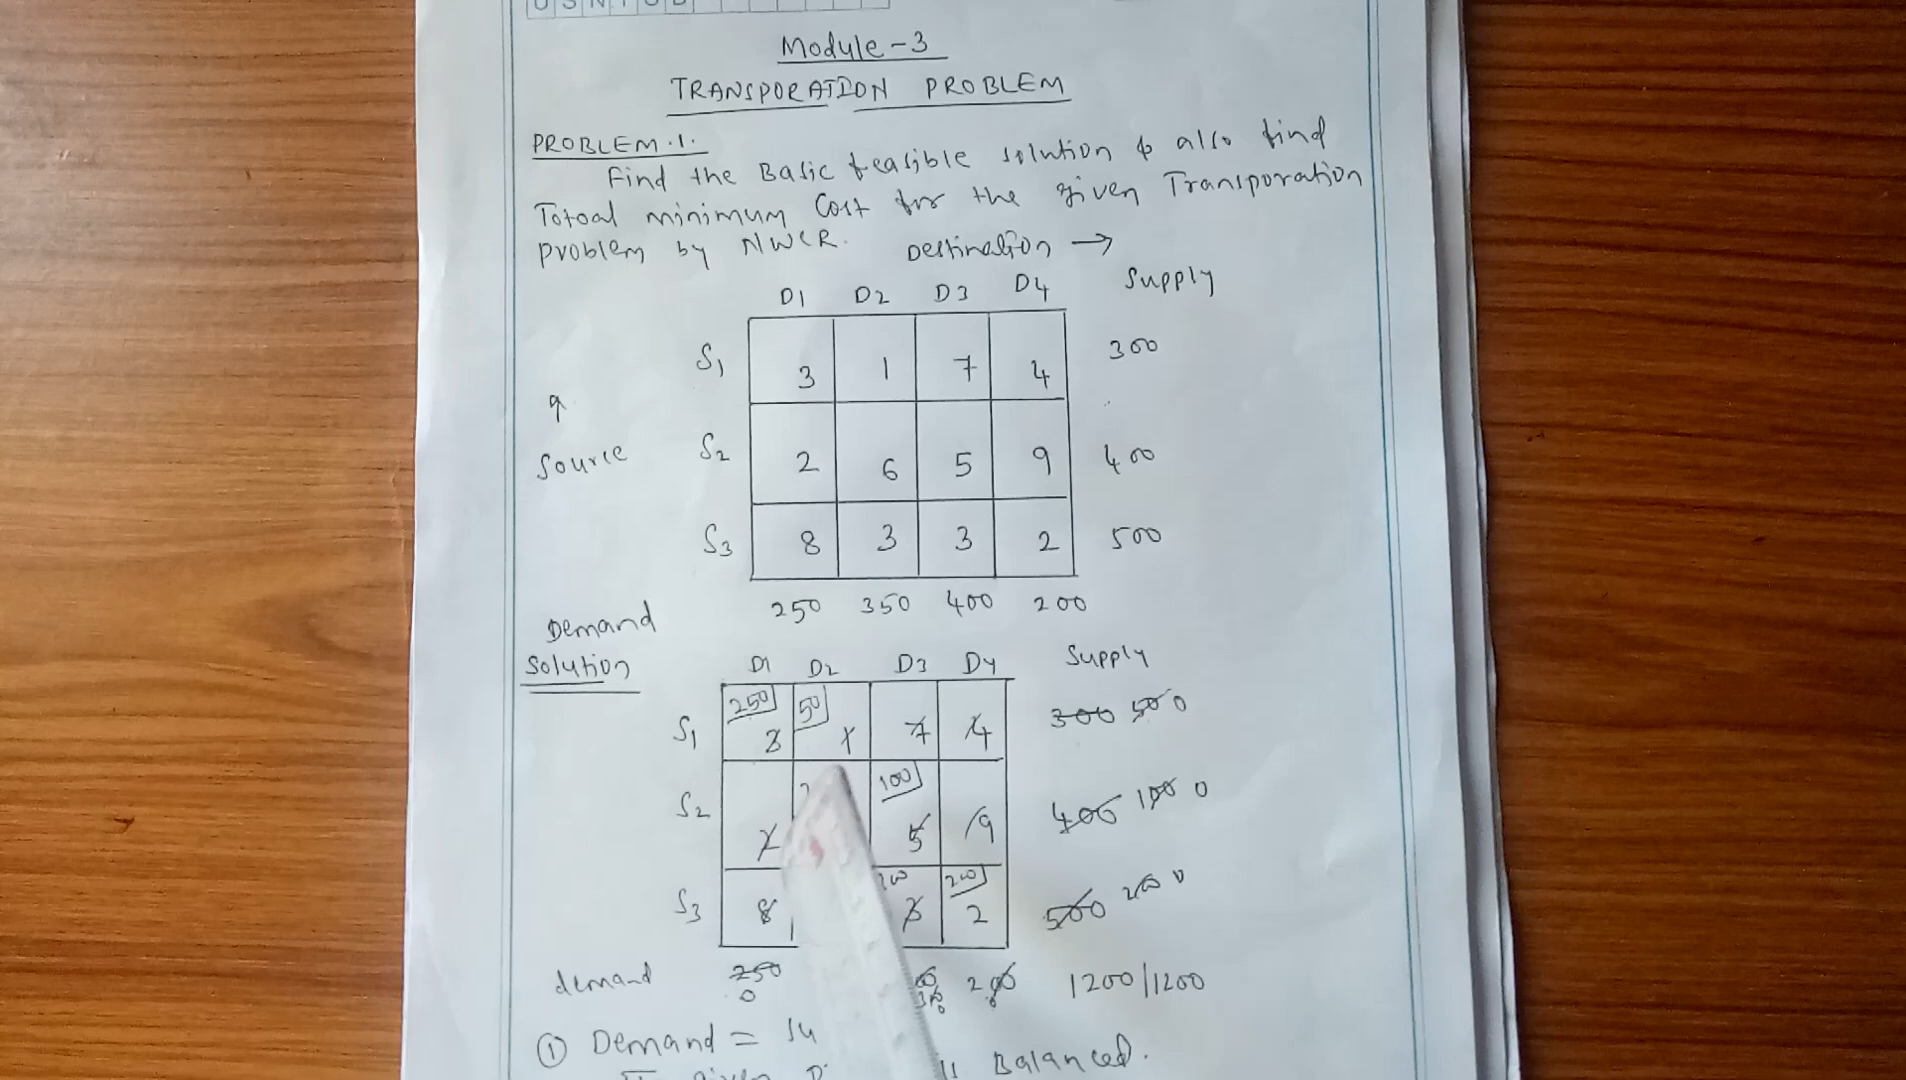 Module-3
TRANSPORATION PROBLEM
PROBLEM.1.
Find the Basic feasible solution & also find
Totoal minimum Cost for the given Transporation
problem by NWCR. Destination →
D1 D2 D3 D4 Supply
S1 3 1 7 4 300
S2 2 6 5 9 400
Source
S3 8 3 3 2 500
Demand 250 350 400 200
Solution
D1 D2 D3 D4 Supply
250 50
S1 3 1 7 4 300 50 0
100
S2 2 5 9 400 100 0
200
S3 8 3 2 500 200 0
demand 250 200 1200/1200
0 0
① Demand =
Balanced.